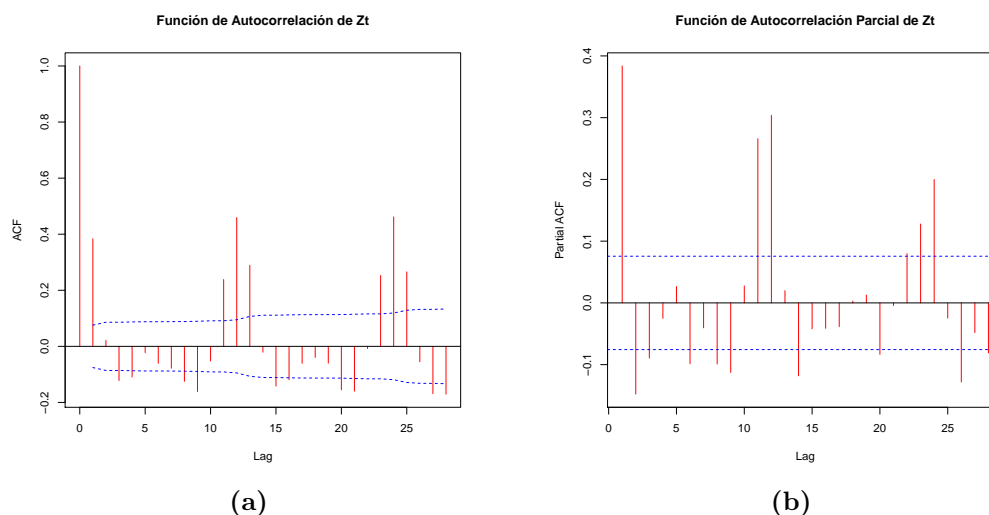 Función de Autocorrelación de Zt
ACF
1.0
0.8
0.6
0.4
0.2
0.0
−0.2
0 5 10 15 20 25
Lag
(a)
Función de Autocorrelación Parcial de Zt
Partial ACF
0.4
0.3
0.2
0.1
0.0
−0.1
0 5 10 15 20 25
Lag
(b)